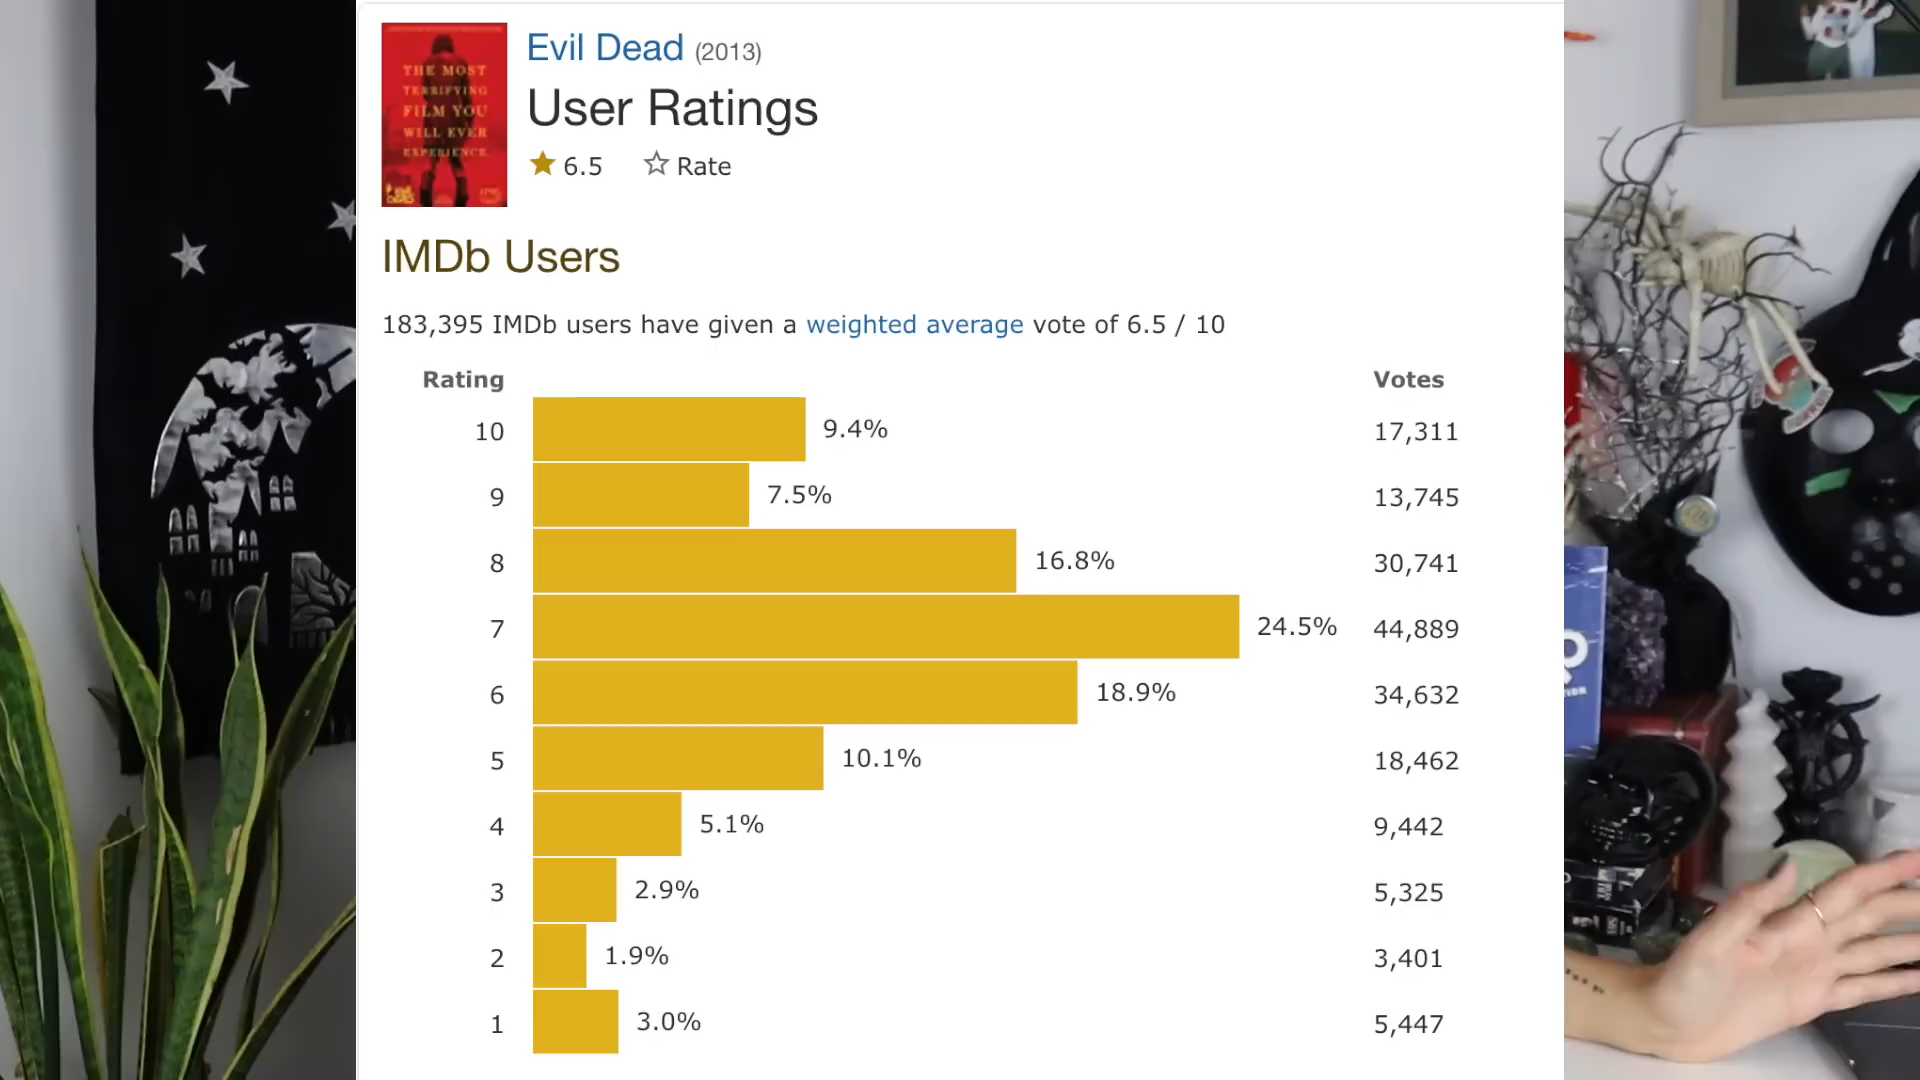 THE MOST
TERRIFYING
FILM YOU
WILL EVER
EXPERIENCE.
Evil Dead (2013)
User Ratings
6.5 Rate
IMDb Users
183,395 IMDb users have given a weighted average vote of 6.5 / 10
Rating Votes
10 9.4% 17,311
9 7.5% 13,745
8 16.8% 30,741
7 24.5% 44,889
6 18.9% 34,632
5 10.1% 18,462
4 5.1% 9,442
3 2.9% 5,325
2 1.9% 3,401
1 3.0% 5,447